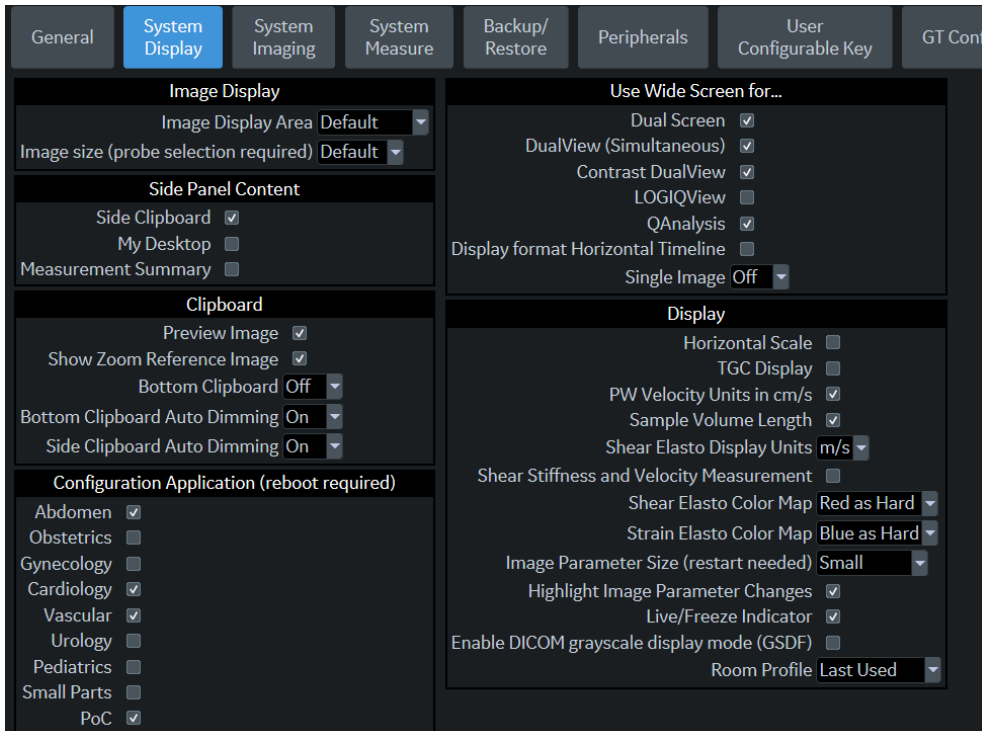 General
System
Display
System
Imaging
System
Measure
Backup/
Restore
Peripherals
User
Configurable Key
GT Conf
Image Display
Image Display Area Default
Image size (probe selection required) Default
Side Panel Content
Side Clipboard
My Desktop
Measurement Summary
Clipboard
Preview Image
Show Zoom Reference Image
Bottom Clipboard Off
Bottom Clipboard Auto Dimming On
Side Clipboard Auto Dimming On
Configuration Application (reboot required)
Abdomen
Obstetrics
Gynecology
Cardiology
Vascular
Urology
Pediatrics
Small Parts
PoC
Use Wide Screen for...
Dual Screen
DualView (Simultaneous)
Contrast DualView
LOGIQView
QAnalysis
Display format Horizontal Timeline
Single Image Off
Display
Horizontal Scale
TGC Display
PW Velocity Units in cm/s
Sample Volume Length
Shear Elasto Display Units m/s
Shear Stiffness and Velocity Measurement
Shear Elasto Color Map Red as Hard
Strain Elasto Color Map Blue as Hard
Image Parameter Size (restart needed) Small
Highlight Image Parameter Changes
Live/Freeze Indicator
Enable DICOM grayscale display mode (GSDF)
Room Profile Last Used